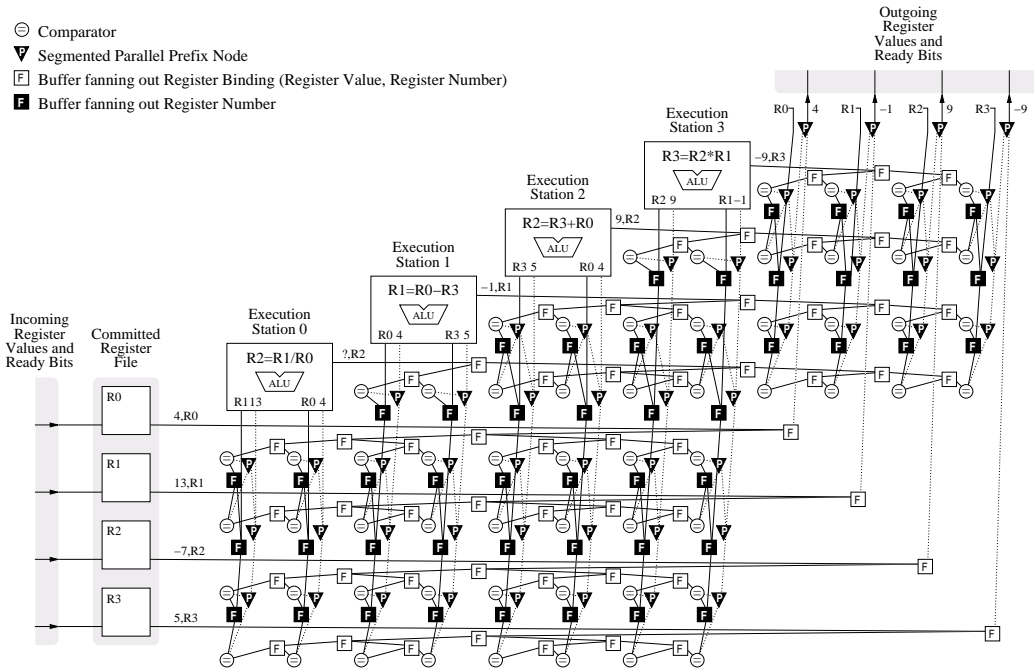 Comparator
P Segmented Parallel Prefix Node
F Buffer fanning out Register Binding (Register Value, Register Number)
F Buffer fanning out Register Number
Outgoing
Register
Values and
Ready Bits
R0 4 R1 −1 R2 9 R3 −9
Execution
Station 3
R3=R2*R1
ALU
R2 9 R1−1
−9,R3
Execution
Station 2
R2=R3+R0
ALU
R3 5 R0 4
9,R2
Execution
Station 1
R1=R0−R3
ALU
R0 4 R3 5
−1,R1
Execution
Station 0
R2=R1/R0
ALU
R113 R0 4
?,R2
Incoming
Register
Values and
Ready Bits
Committed
Register
File
R0
4,R0
R1
13,R1
R2
−7,R2
R3
5,R3